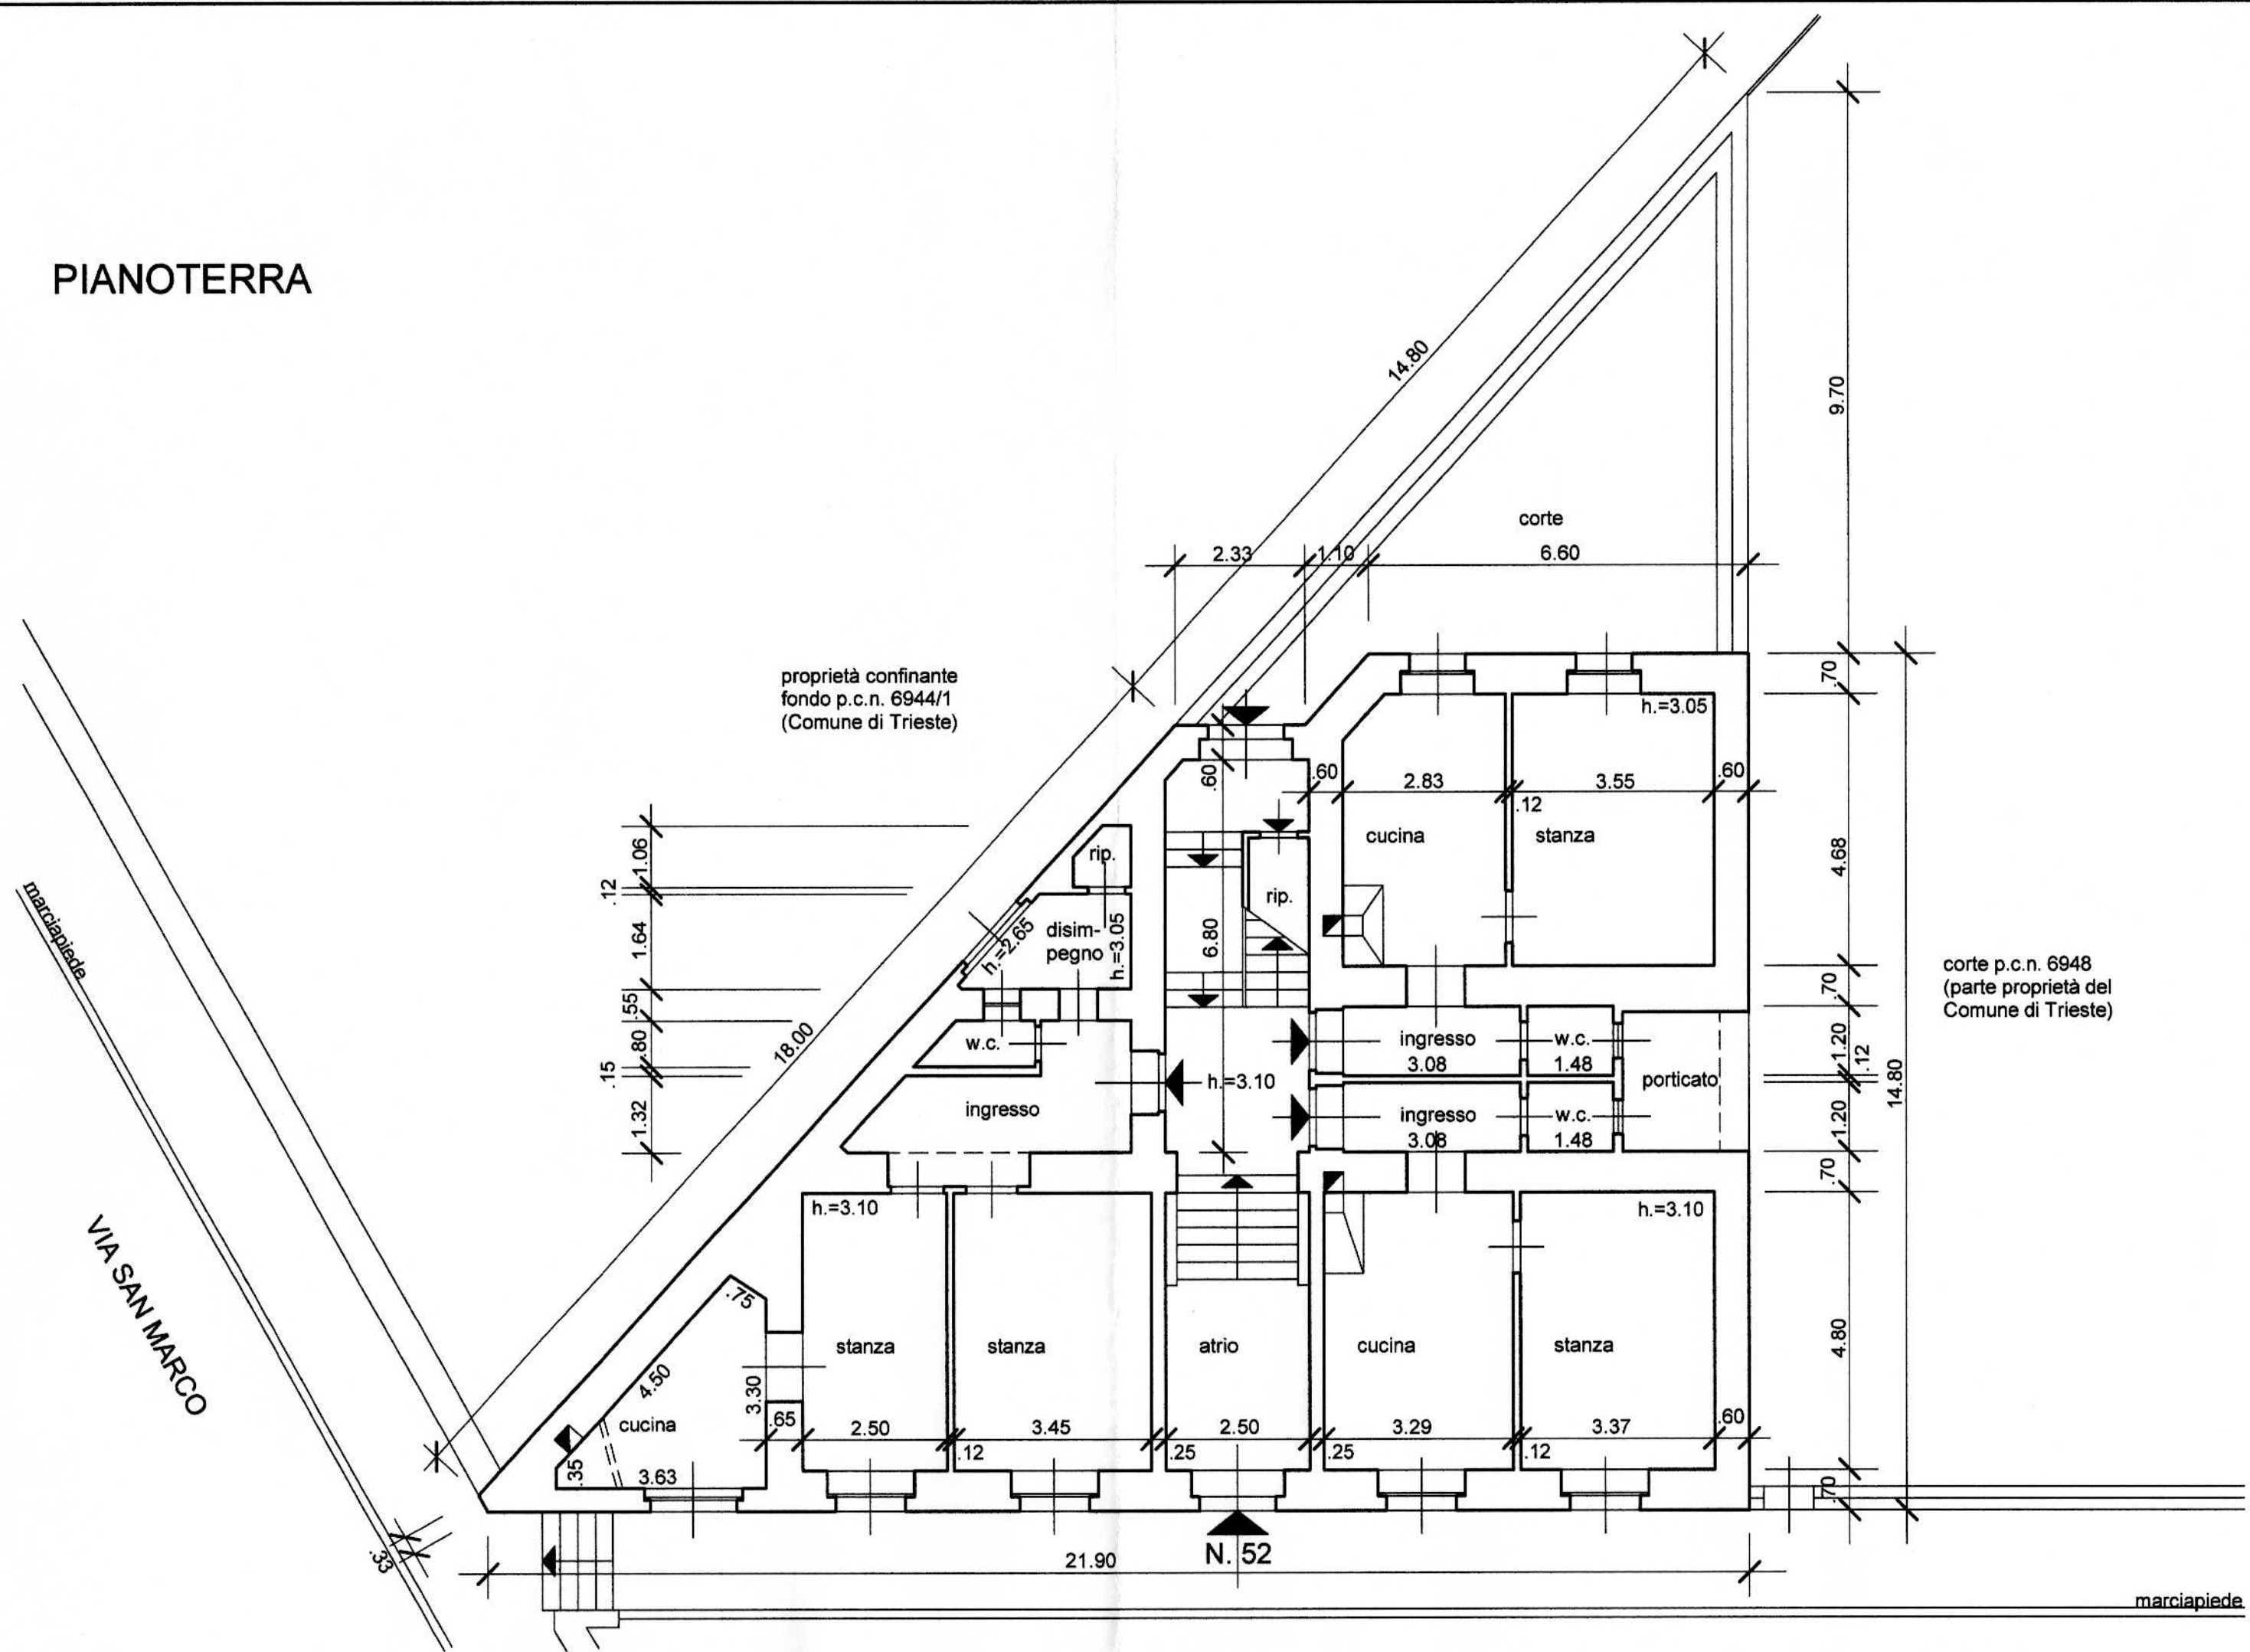 PIANOTERRA
14.80
9.70
corte
2.33
1.10
6.60
proprietà confinante
fondo p.c.n. 6944/1
(Comune di Trieste)
.70
h.=3.05
.60
.60
2.83
3.55
.60
.12
cucina
stanza
4.68
1.06
.12
1.64
.55
.80
.15
1.32
rip.
disim-
pegno
h.=2.65
h.=3.05
6.80
rip.
corte p.c.n. 6948
(parte proprietà del
Comune di Trieste)
marciapiede
18.00
w.c.
ingresso
3.08
w.c.
1.48
.70
1.20
.12
14.80
h.=3.10
porticato
ingresso
ingresso
3.08
w.c.
1.48
1.20
.70
VIA SAN MARCO
h.=3.10
h.=3.10
.75
4.50
3.30
stanza
stanza
atrio
cucina
stanza
4.80
cucina
.65
2.50
.12
3.45
.25
2.50
.25
3.29
.12
3.37
.60
.35
3.63
.70
.33
21.90
N. 52
marciapiede